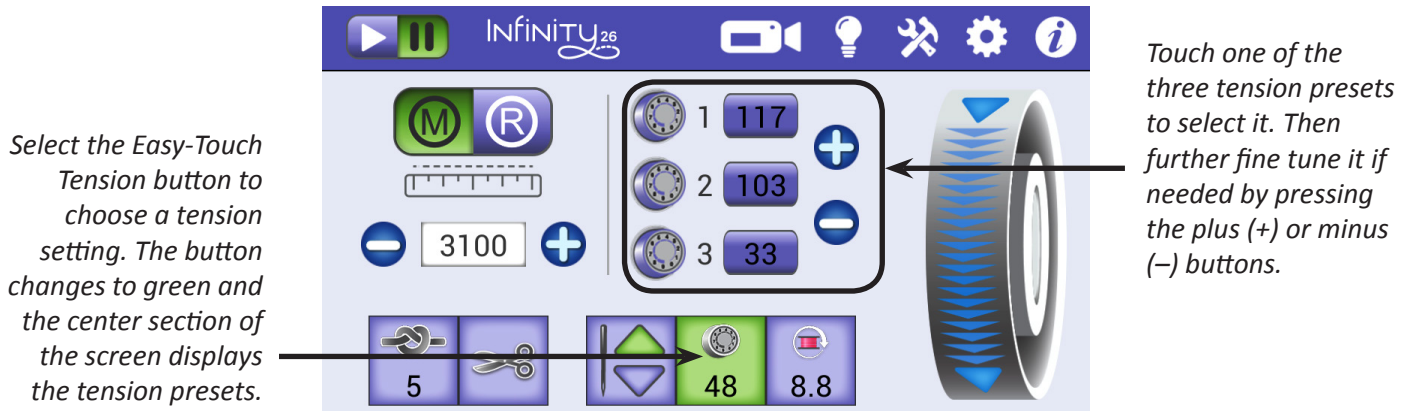 Select the Easy-Touch
Tension button to
choose a tension
setting. The button
changes to green and
the center section of
the screen displays
the tension presets.
INfiNiTy26
M R
3100
1 117
2 103
3 33
5
48
8.8
i
Touch one of the
three tension presets
to select it. Then
further fine tune it if
needed by pressing
the plus (+) or minus
(–) buttons.